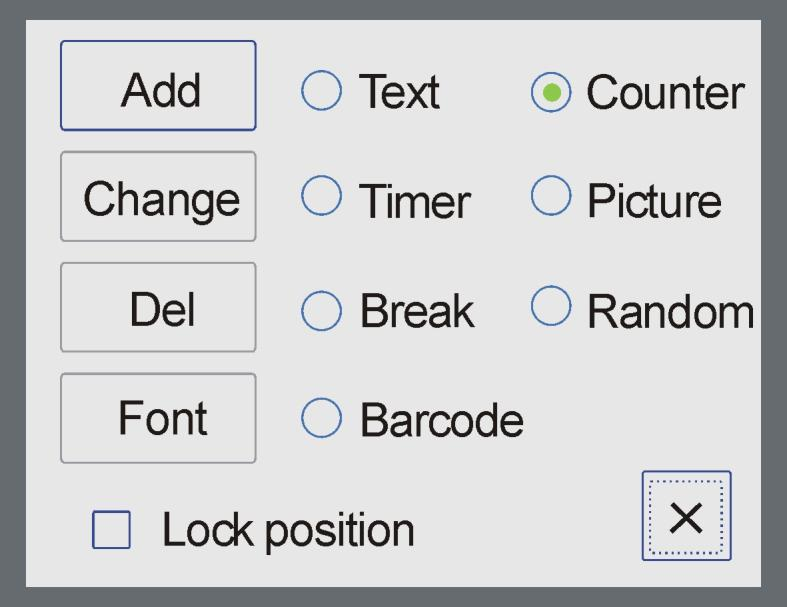 Add Text Counter
Change Timer Picture
Del Break Random
Font Barcode
Lock position
×